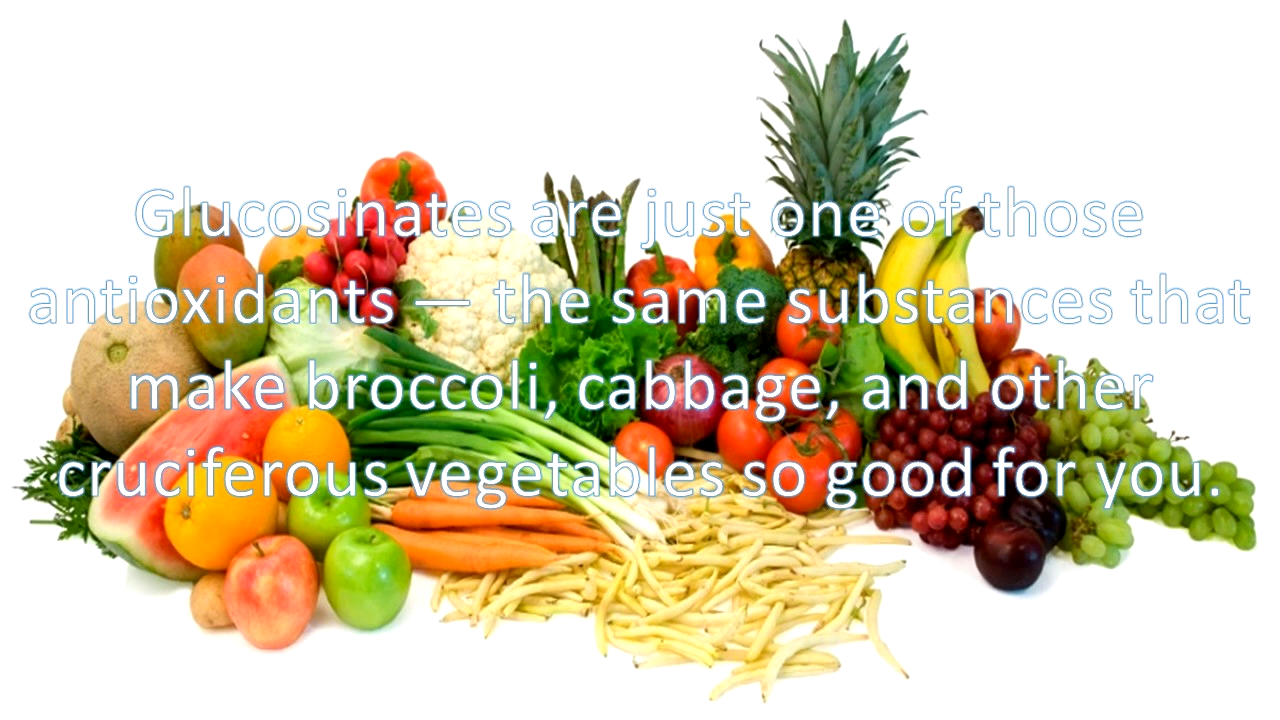 Glucosinates are just one of those
antioxidants — the same substances that
make broccoli, cabbage, and other
cruciferous vegetables so good for you.